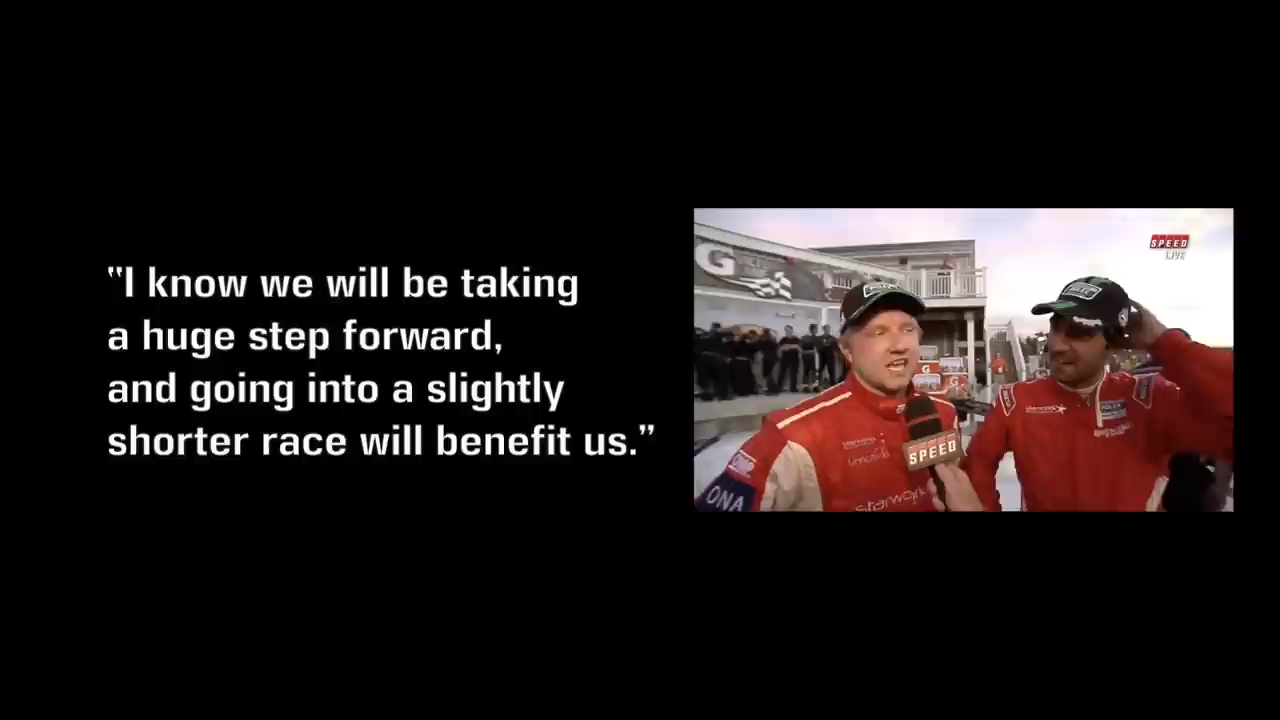 "I know we will be taking
a huge step forward,
and going into a slightly
shorter race will benefit us."
SPEED
LIVE
G
G
SPEED
ONA
starwork